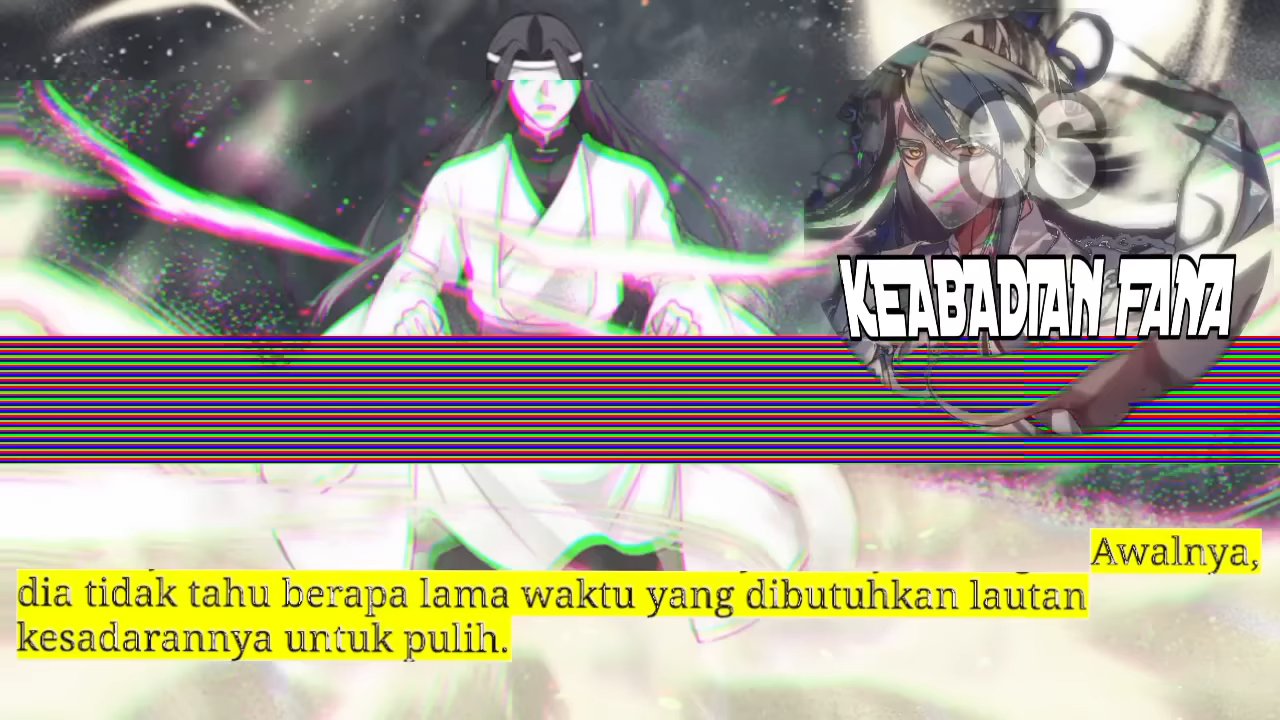 KEABADIAN FANA
Awalnya,
dia tidak tahu berapa lama waktu yang dibutuhkan lautan
kesadarannya untuk pulih.